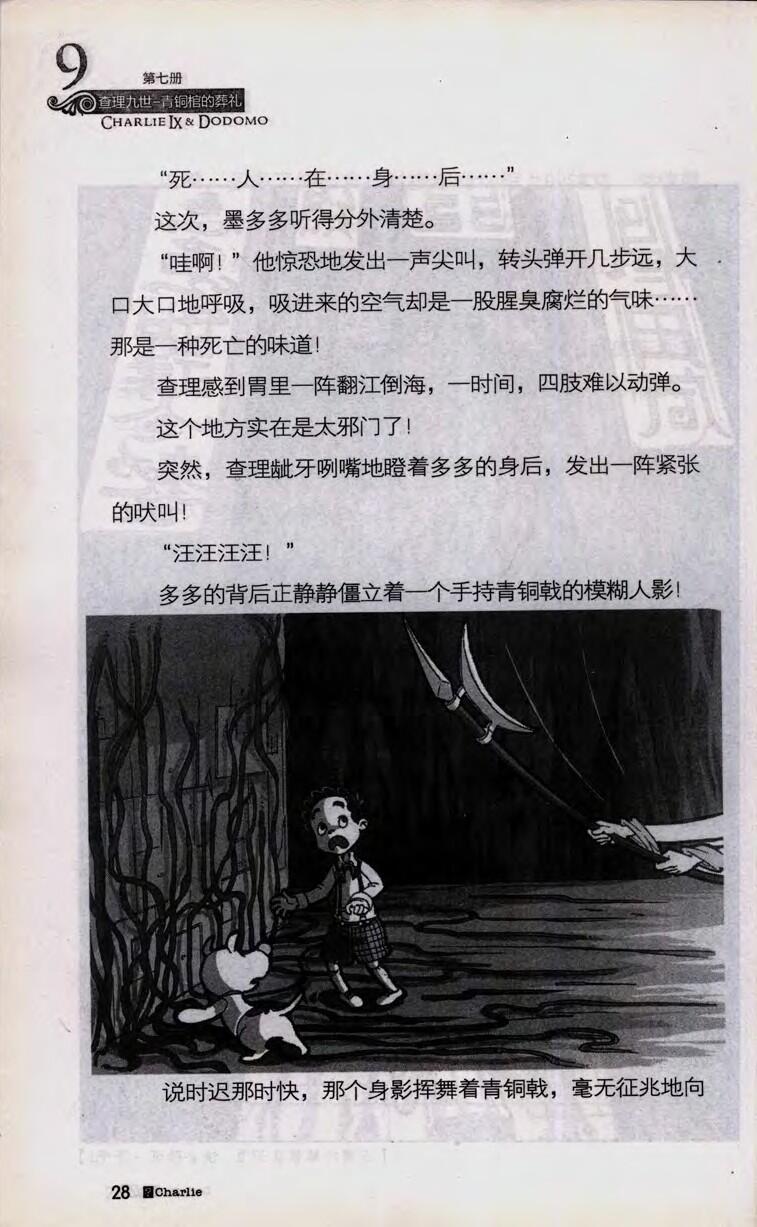 9
第七册
查理九世-青铜棺的葬礼
CHARLIE IX & DODOMO
“死……人……在……身……后……”
这次，墨多多听得分外清楚。
“哇啊！”他惊恐地发出一声尖叫，转头弹开几步远，大
口大口地呼吸，吸进来的空气却是一股腥臭腐烂的气味……
那是一种死亡的味道！
查理感到胃里一阵翻江倒海，一时间，四肢难以动弹。
这个地方实在是太邪门了！
突然，查理龇牙咧嘴地瞪着多多的身后，发出一阵紧张
的吠叫！
“汪汪汪汪！”
多多的背后正静静僵立着一个手持青铜戟的模糊人影！
说时迟那时快，那个身影挥舞着青铜戟，毫无征兆地向
28 Charlie